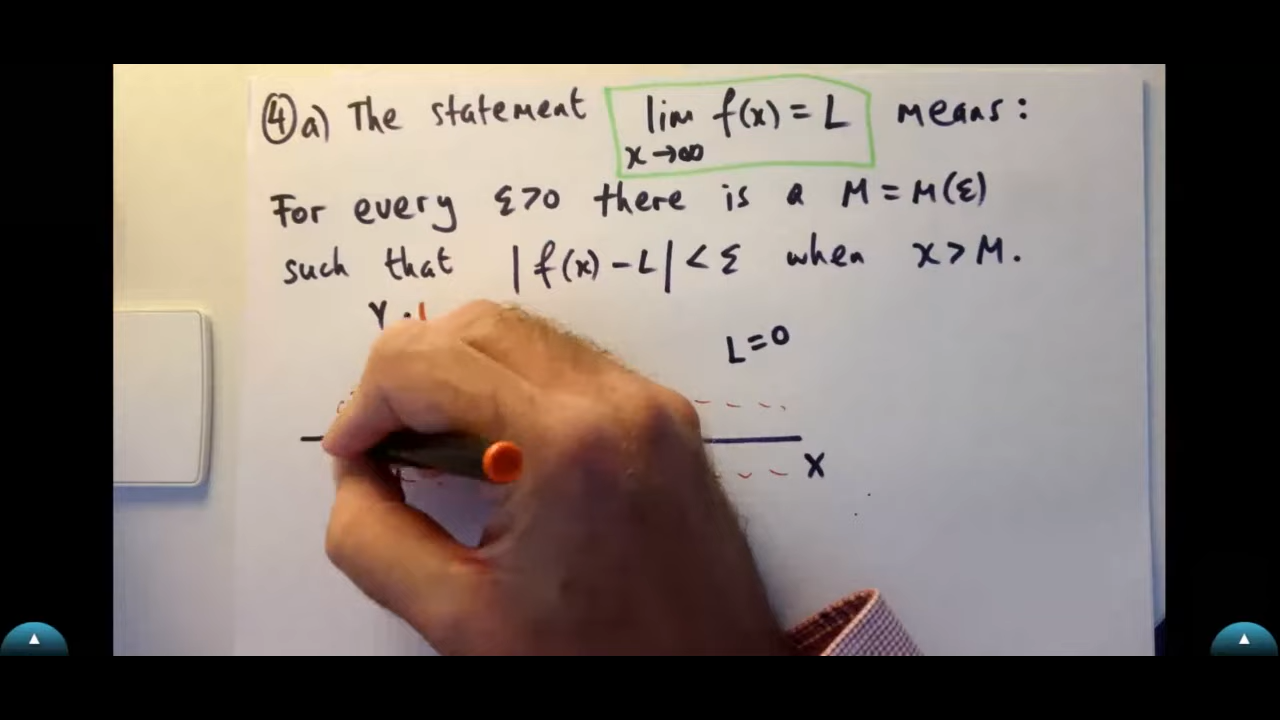 ④ a) The statement lim f(x) = L means:
x→∞
For every ε>0 there is a M = M(ε)
such that |f(x) - L| < ε when x > M.
Y
L=0
X